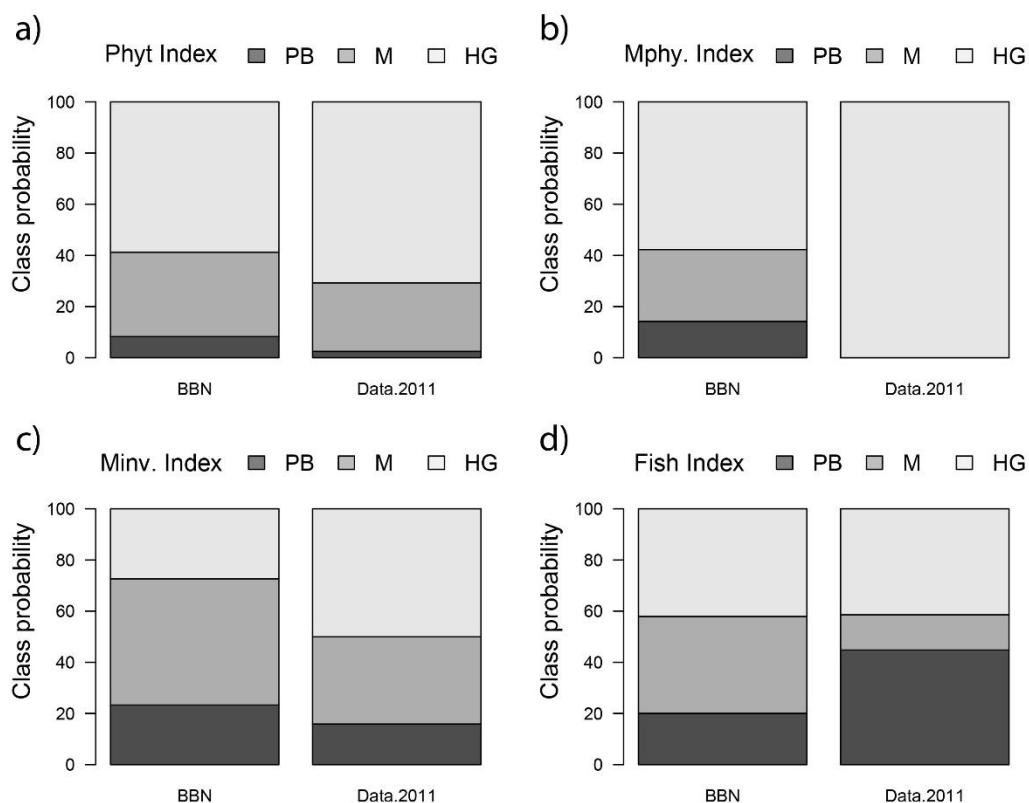 a)
Phyt Index PB M HG
Class probability
100
80
60
40
20
0
BBN Data.2011
b)
Mphy. Index PB M HG
Class probability
100
80
60
40
20
0
BBN Data.2011
c)
Minv. Index PB M HG
Class probability
100
80
60
40
20
0
BBN Data.2011
d)
Fish Index PB M HG
Class probability
100
80
60
40
20
0
BBN Data.2011